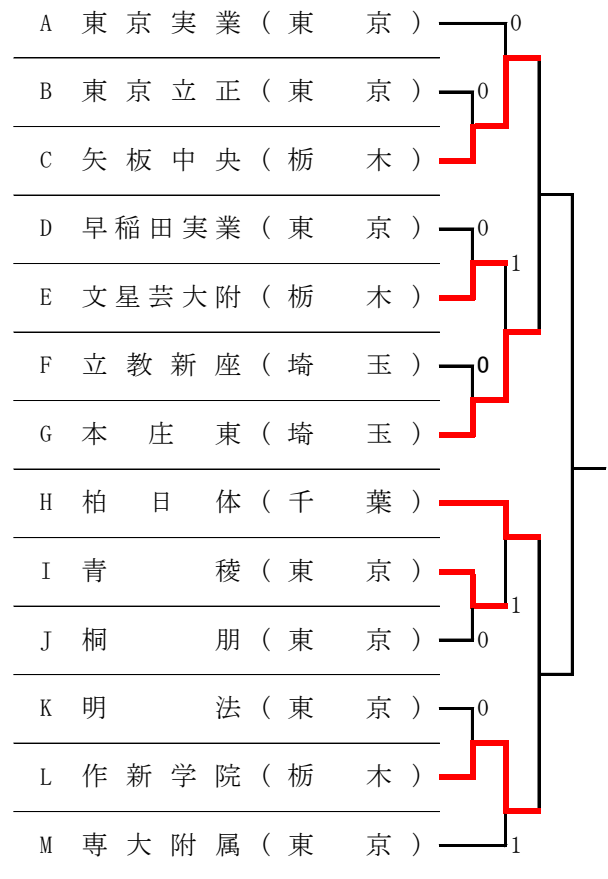 A 東京実業(東京) 0
B 東京立正(東京) 0
C 矢板中央(栃木)
D 早稲田実業(東京) 0
1
E 文星芸大附(栃木)
F 立教新座(埼玉) 0
G 本庄東(埼玉)
H 柏日体(千葉)
I 青稜(東京)
1
J 桐朋(東京) 0
K 明法(東京) 0
L 作新学院(栃木)
M 専大附属(東京) 1